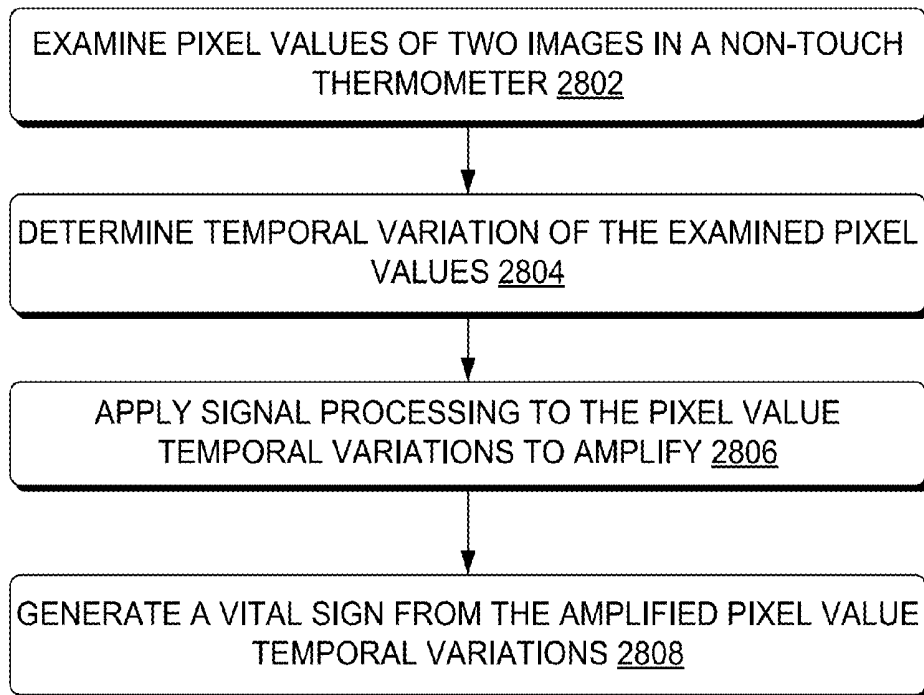 EXAMINE PIXEL VALUES OF TWO IMAGES IN A NON-TOUCH
THERMOMETER 2802
DETERMINE TEMPORAL VARIATION OF THE EXAMINED PIXEL
VALUES 2804
APPLY SIGNAL PROCESSING TO THE PIXEL VALUE
TEMPORAL VARIATIONS TO AMPLIFY 2806
GENERATE A VITAL SIGN FROM THE AMPLIFIED PIXEL VALUE
TEMPORAL VARIATIONS 2808